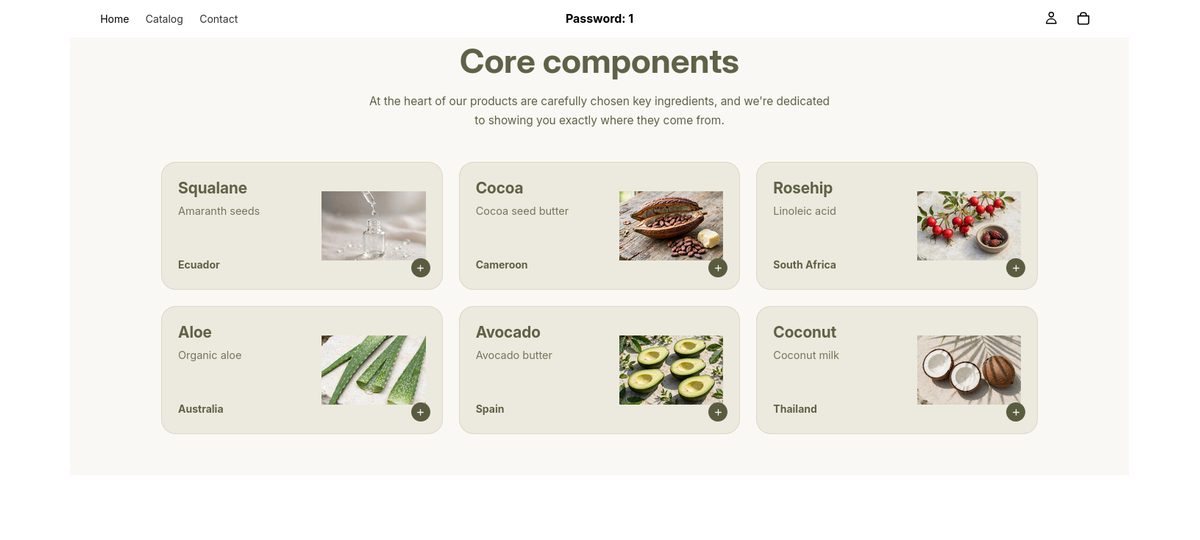 Home Catalog Contact Password: 1
Core components
At the heart of our products are carefully chosen key ingredients, and we're dedicated
to showing you exactly where they come from.
Squalane
Amaranth seeds
Ecuador
Cocoa
Cocoa seed butter
Cameroon
Rosehip
Linoleic acid
South Africa
Aloe
Organic aloe
Australia
Avocado
Avocado butter
Spain
Coconut
Coconut milk
Thailand